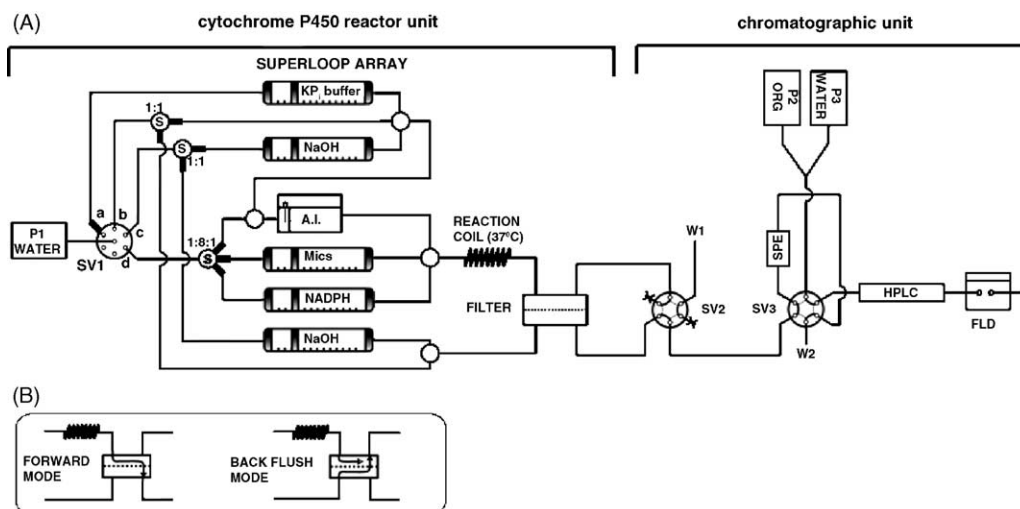 (A)
cytochrome P450 reactor unit
chromatographic unit
SUPERLOOP ARRAY
KPi buffer
1:1
S
P2
ORG
P3
WATER
NaOH
S
1:1
a
b
c
d
P1
WATER
SV1
A.I.
1:8:1
S
Mics
NADPH
NaOH
REACTION
COIL (37°C)
FILTER
W1
SV2
SPE
SV3
W2
HPLC
FLD
(B)
FORWARD
MODE
BACK FLUSH
MODE